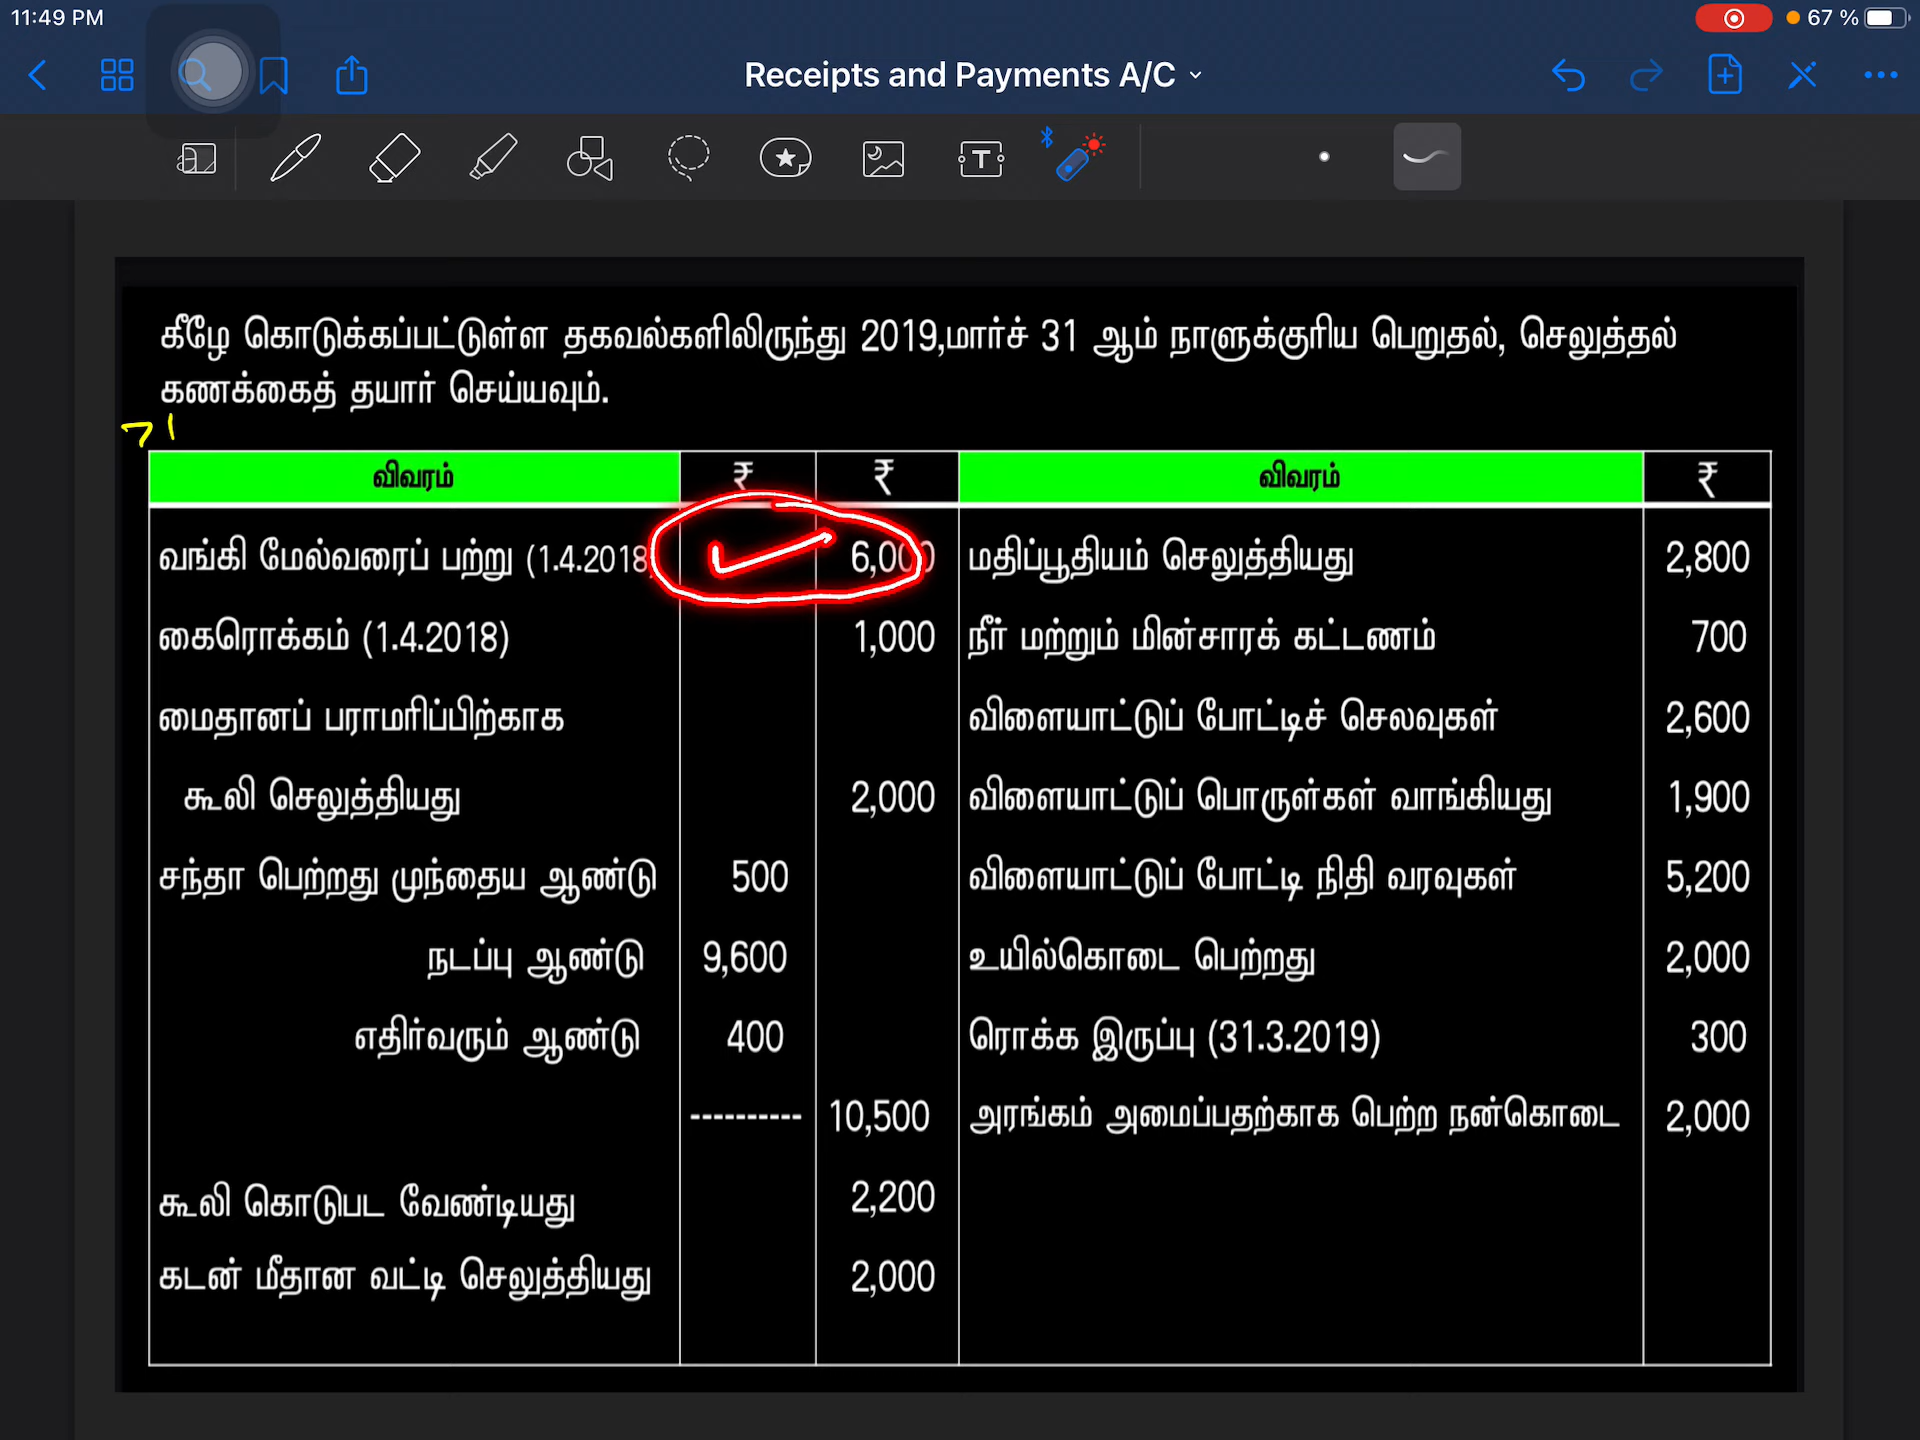 11:49 PM
67 %
Receipts and Payments A/C
கீழே கொடுக்கப்பட்டுள்ள தகவல்களிலிருந்து 2019,மார்ச் 31 ஆம் நாளுக்குரிய பெறுதல், செலுத்தல்
கணக்கைத் தயார் செய்யவும்.
விவரம் ₹ ₹ விவரம் ₹
வங்கி மேல்வரைப் பற்று (1.4.2018) 6,000 மதிப்பூதியம் செலுத்தியது 2,800
கைரொக்கம் (1.4.2018) 1,000 நீர் மற்றும் மின்சாரக் கட்டணம் 700
மைதானப் பராமரிப்பிற்காக விளையாட்டுப் போட்டிச் செலவுகள் 2,600
கூலி செலுத்தியது 2,000 விளையாட்டுப் பொருள்கள் வாங்கியது 1,900
சந்தா பெற்றது முந்தைய ஆண்டு 500 விளையாட்டுப் போட்டி நிதி வரவுகள் 5,200
நடப்பு ஆண்டு 9,600 உயில்கொடை பெற்றது 2,000
எதிர்வரும் ஆண்டு 400 ரொக்க இருப்பு (31.3.2019) 300
---------- 10,500 அரங்கம் அமைப்பதற்காக பெற்ற நன்கொடை 2,000
கூலி கொடுபட வேண்டியது 2,200
கடன் மீதான வட்டி செலுத்தியது 2,000